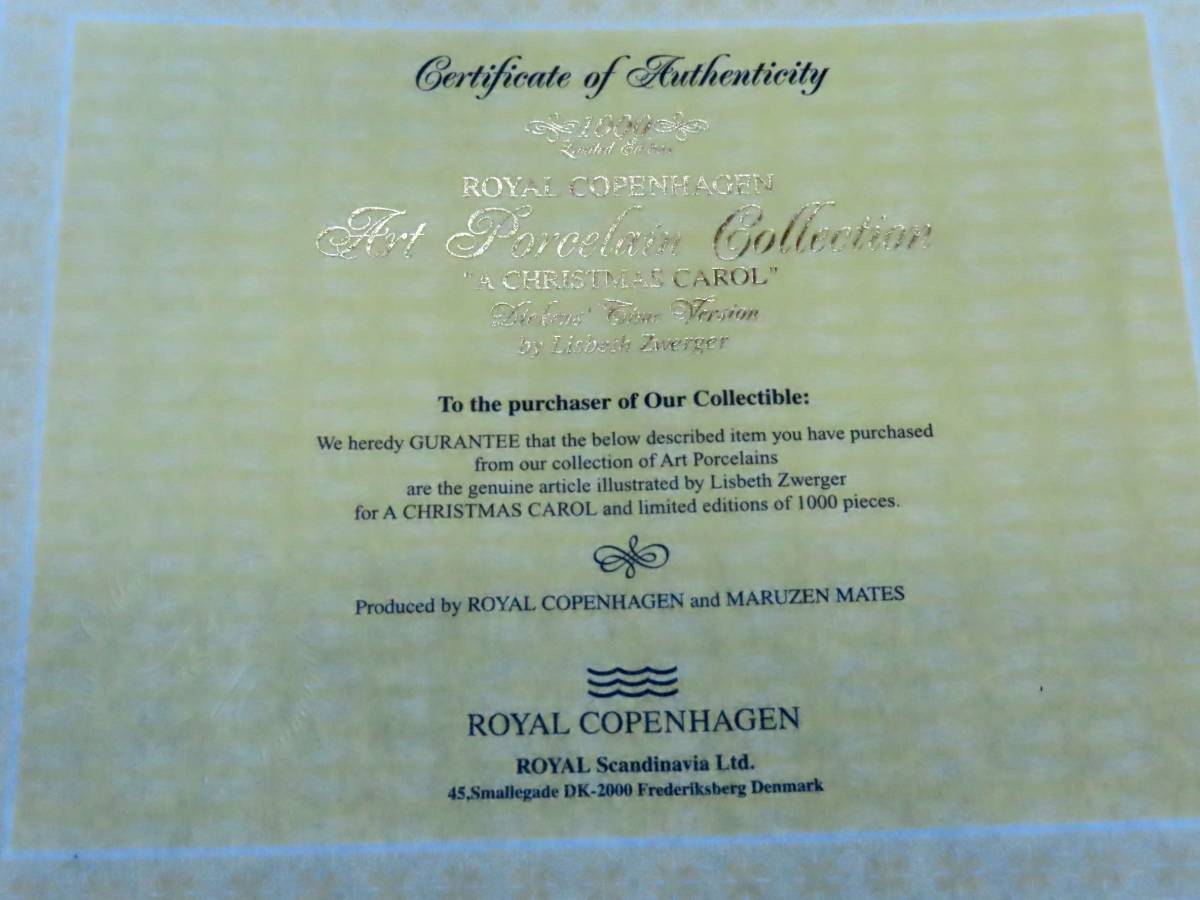 Certificate of Authenticity
1000
Limited Edition
ROYAL COPENHAGEN
Art Porcelain Collection
"A CHRISTMAS CAROL"
Dickens' Time Version
by Lisbeth Zwerger
To the purchaser of Our Collectible:
We heredy GURANTEE that the below described item you have purchased
from our collection of Art Porcelains
are the genuine article illustrated by Lisbeth Zwerger
for A CHRISTMAS CAROL and limited editions of 1000 pieces.
Produced by ROYAL COPENHAGEN and MARUZEN MATES
ROYAL COPENHAGEN
ROYAL Scandinavia Ltd.
45,Smallegade DK-2000 Frederiksberg Denmark